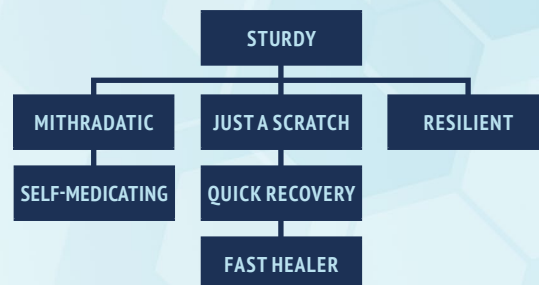 STURDY
MITHRADATIC
JUST A SCRATCH
RESILIENT
SELF-MEDICATING
QUICK RECOVERY
FAST HEALER